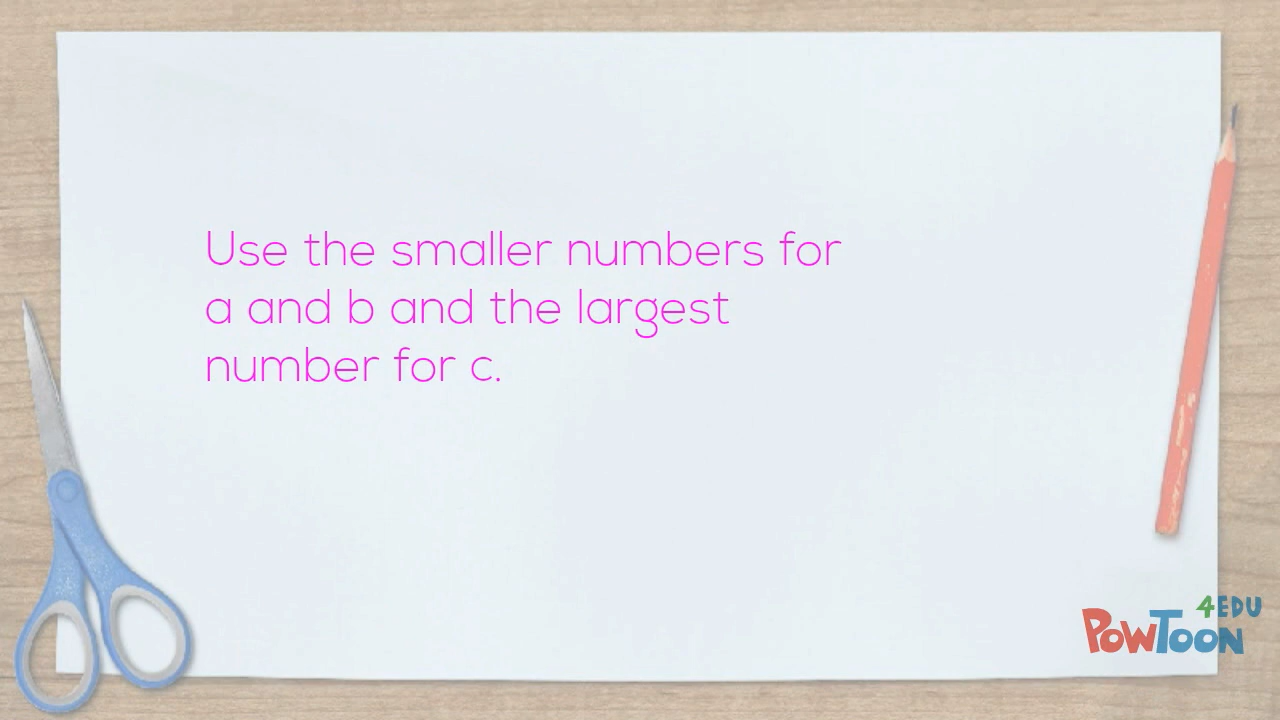 Use the smaller numbers for
a and b and the largest
number for c.
4EDU
POWTOON